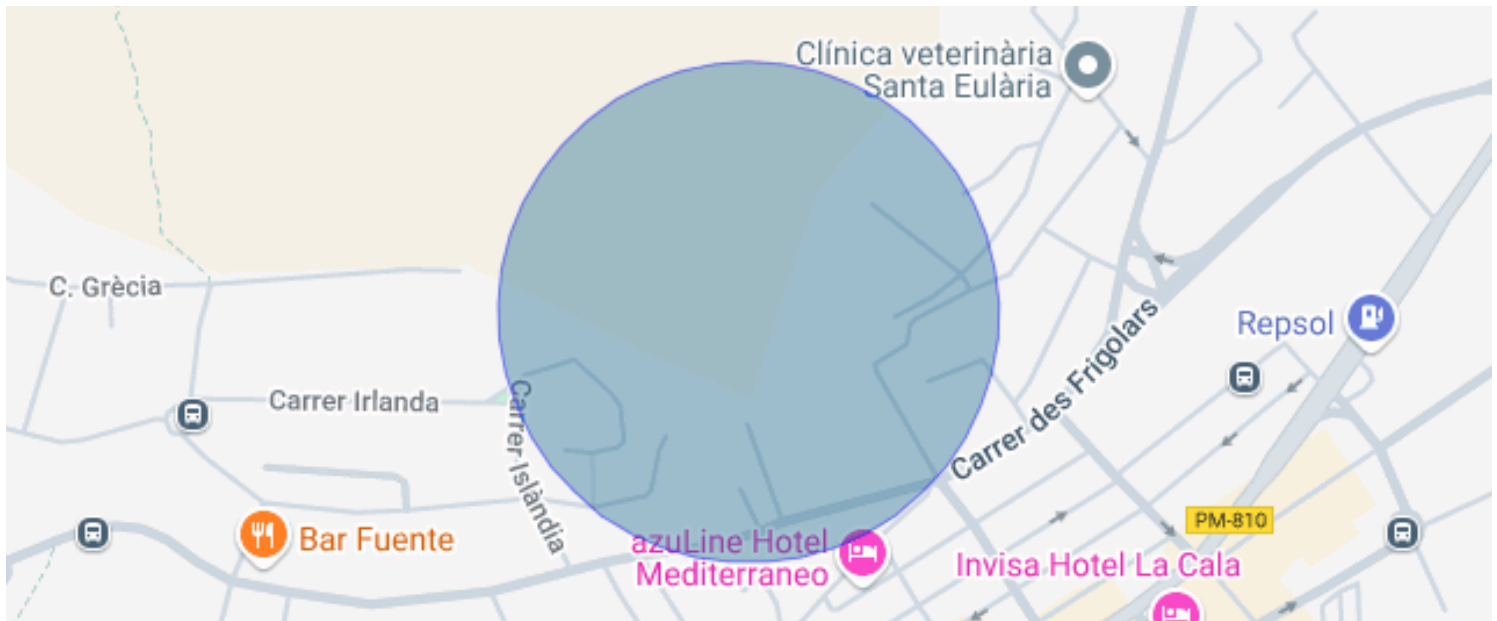 Clínica veterinària
Santa Eulària
C. Grècia
Repsol
Carrer des Frigolars
Carrer Irlanda
Carrer Islàndia
PM-810
Bar Fuente
azuLine Hotel
Mediterraneo
Invisa Hotel La Cala